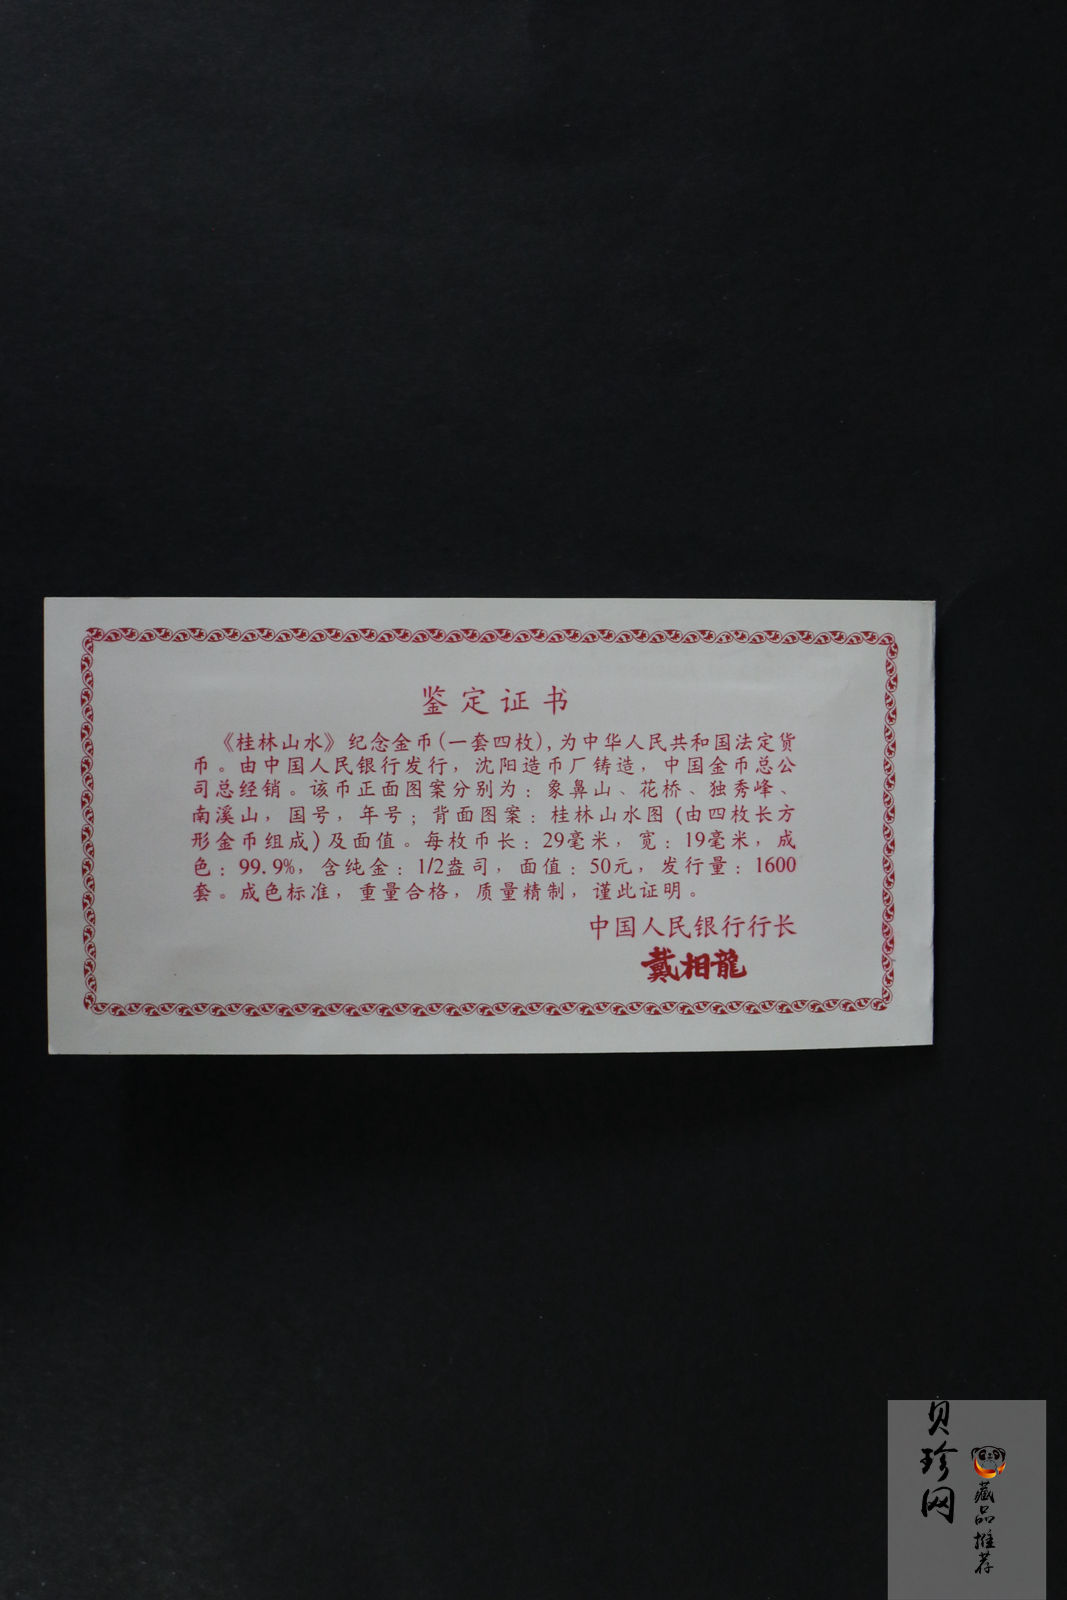 鉴定证书
《桂林山水》纪念金币(一套四枚),为中华人民共和国法定货
币。由中国人民银行发行，沈阳造币厂铸造，中国金币总公
司总经销。该币正面图案分别为：象鼻山、花桥、独秀峰、
南溪山，国号，年号；背面图案：桂林山水图(由四枚长方
形金币组成)及面值。每枚币长：29毫米，宽：19毫米，成
色：99.9%，含纯金：1/2盎司，面值：50元，发行量：1600
套。成色标准，重量合格，质量精制，谨此证明。
中国人民银行行长
戴相龍
贝珍网
藏品推荐